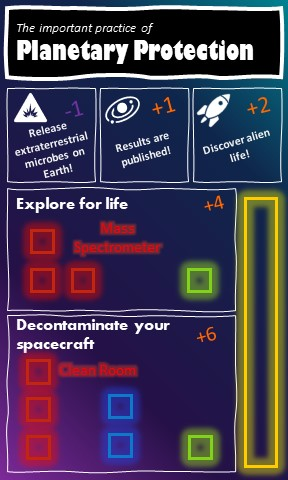 The important practice of
Planetary Protection
-1
Release
extraterrestrial
microbes on
Earth!
+1
Results are
published!
+2
Discover alien
life!
Explore for life
+4
Mass
Spectrometer
Decontaminate your
spacecraft
+6
Clean Room